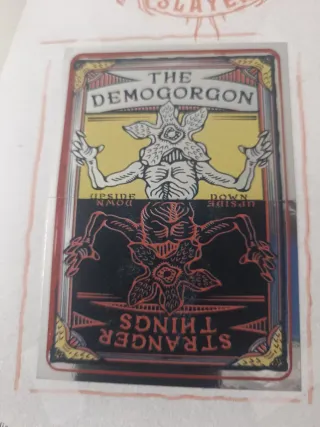 SLAYER
THE
DEMOGORGON
UPSIDE DOWN
UPSIDE DOWN
STRANGER
THINGS